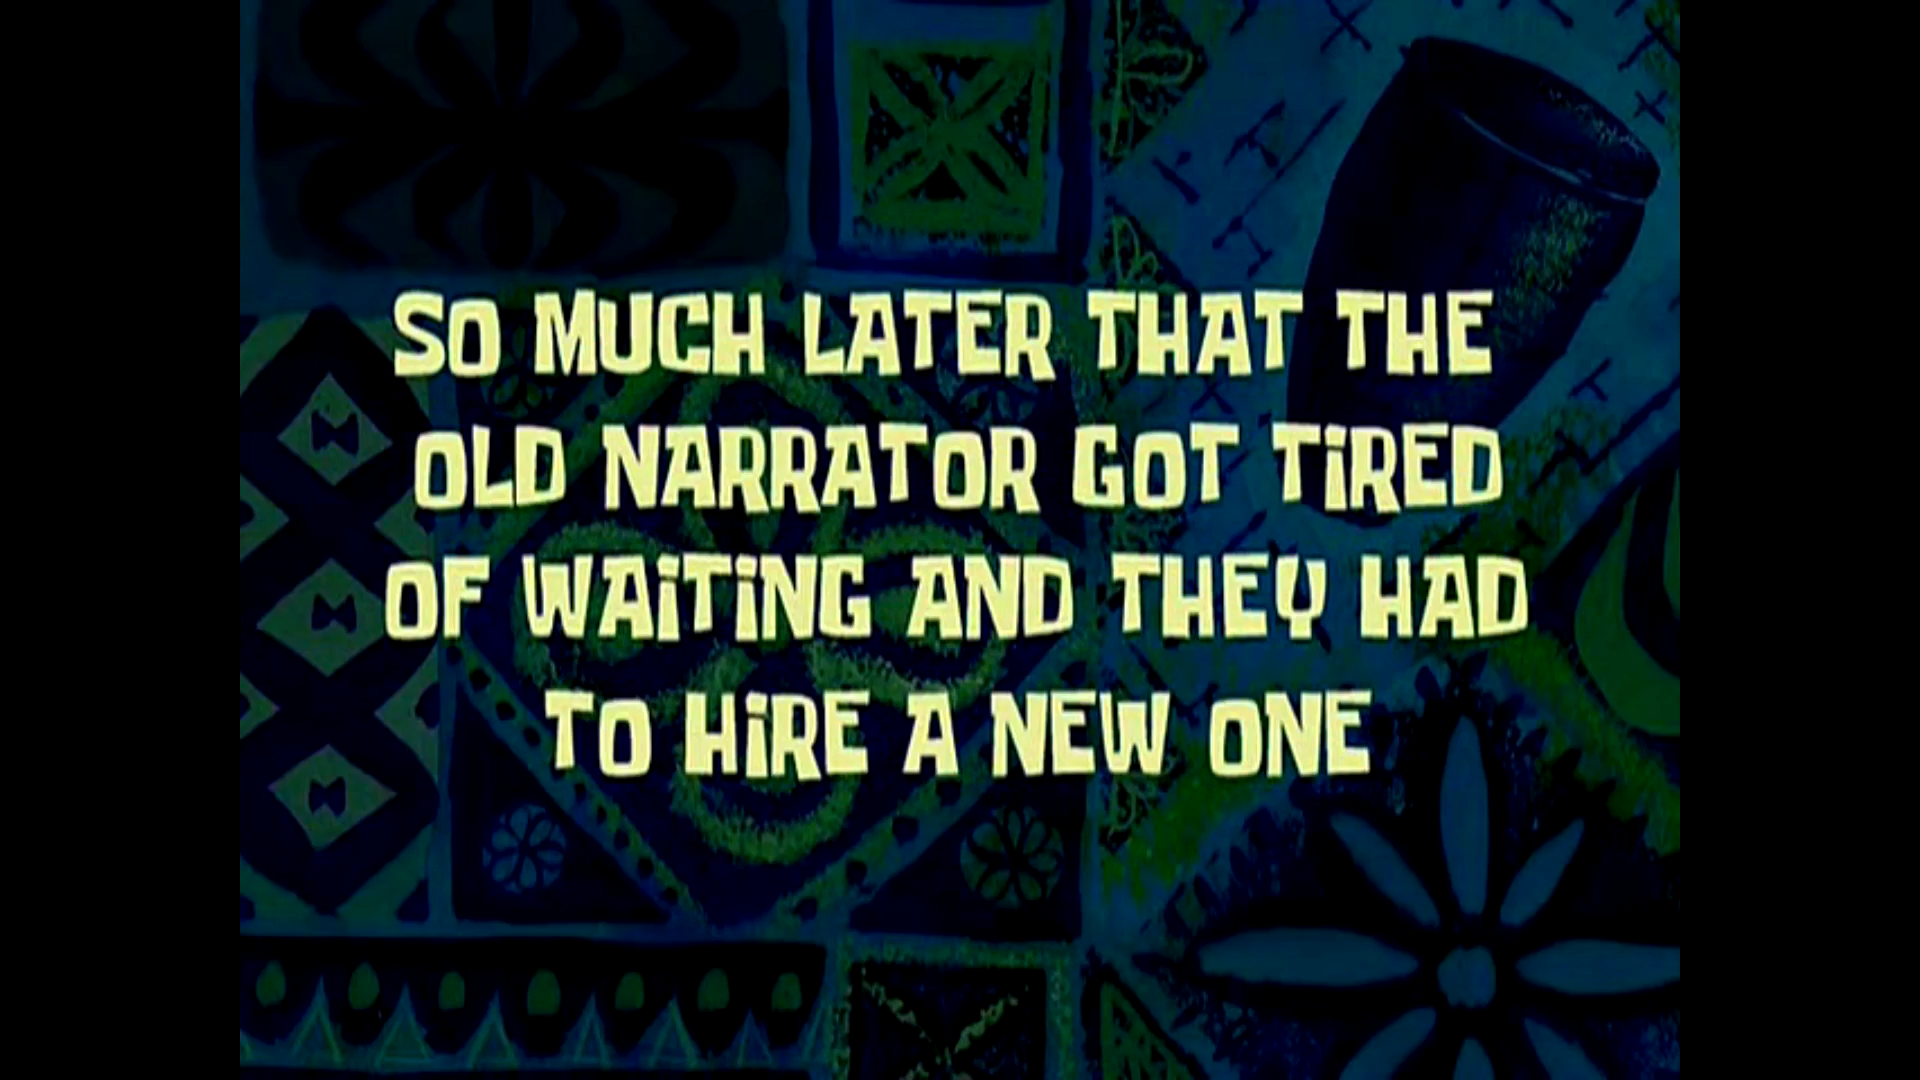 SO MUCH LATER THAT THE
OLD NARRATOR GOT TiRED
OF WAiTiNG AND THEY HAD
TO HiRE A NEW ONE